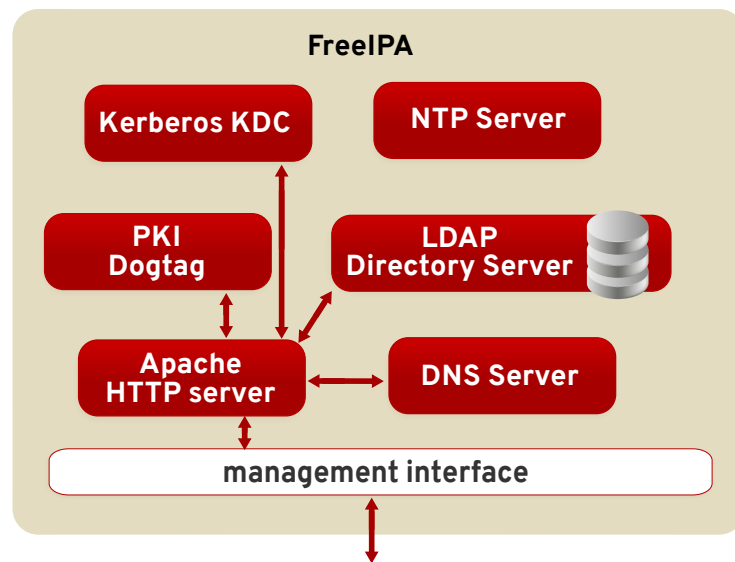 FreeIPA
Kerberos KDC
NTP Server
PKI
Dogtag
LDAP
Directory Server
Apache
HTTP server
DNS Server
management interface